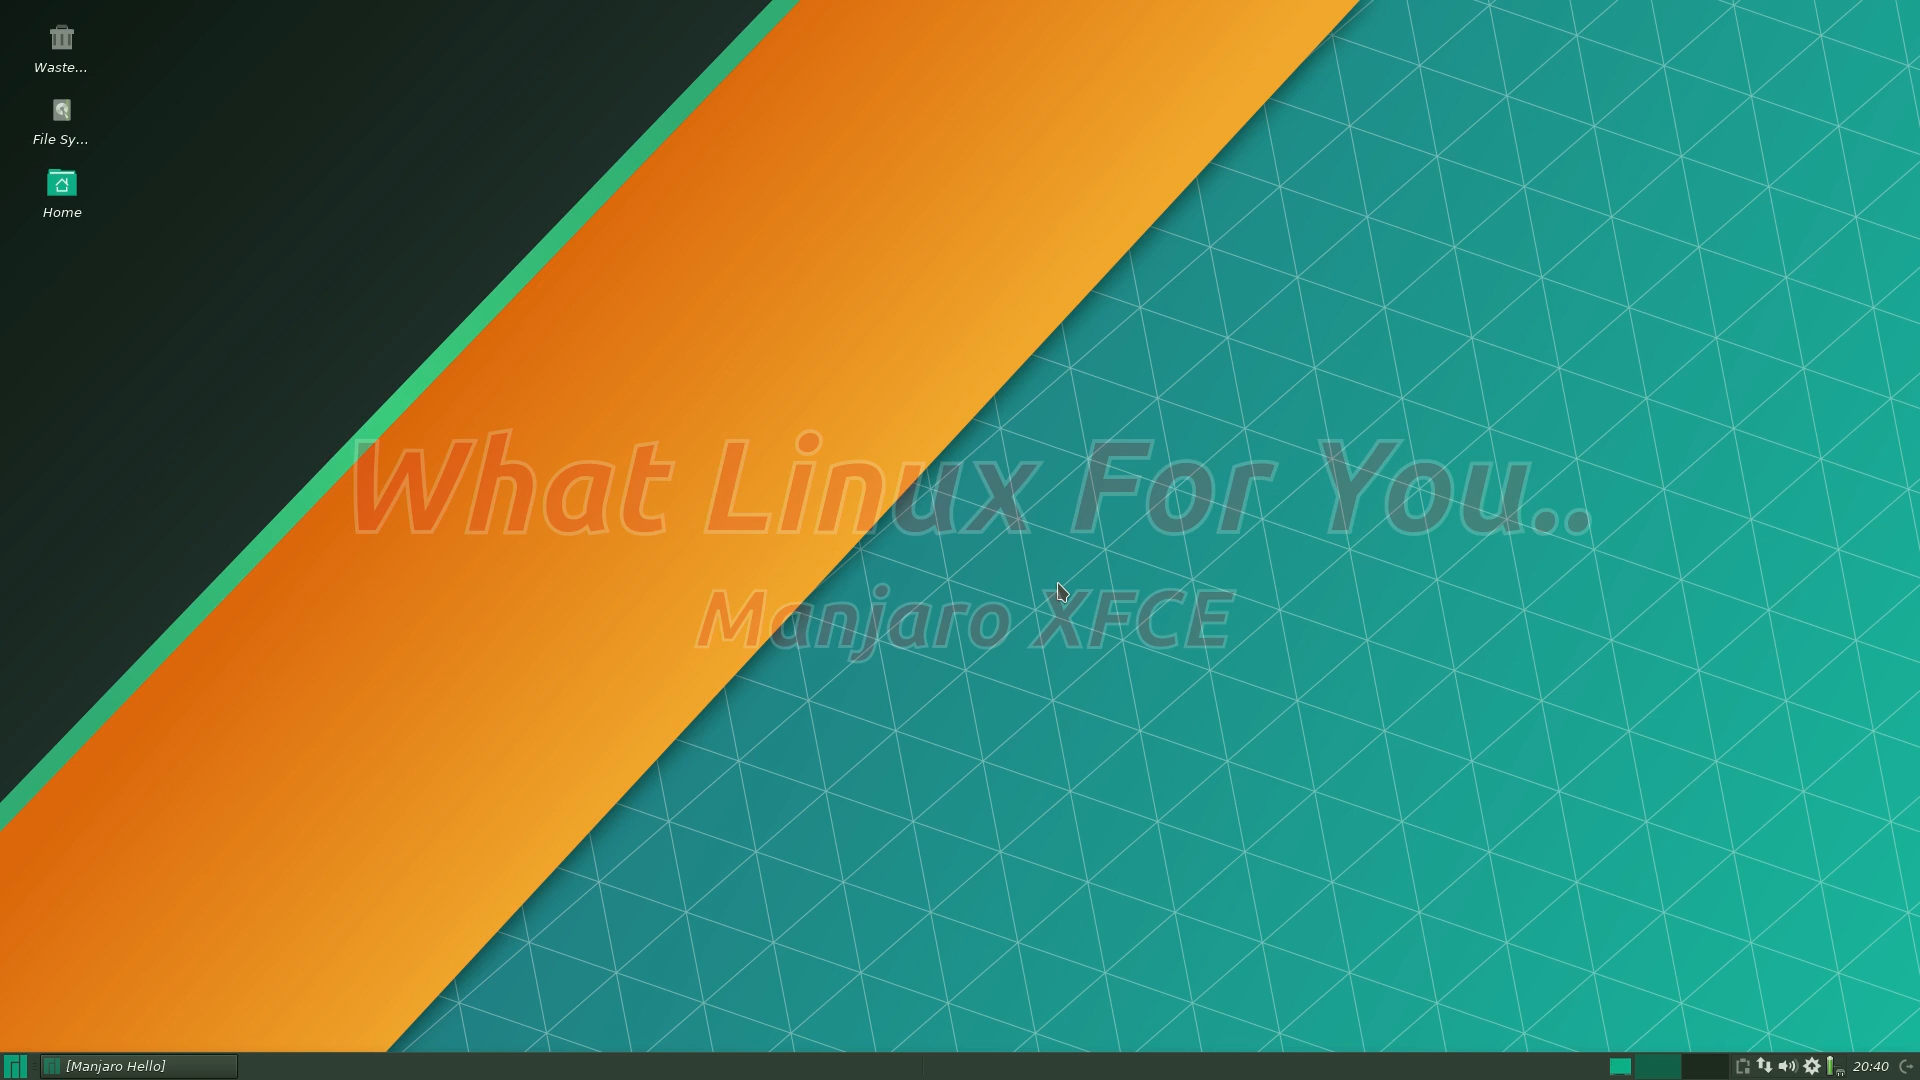 Waste...
File Sy...
Home
What Linux For You..
Manjaro XFCE
[Manjaro Hello]
20:40